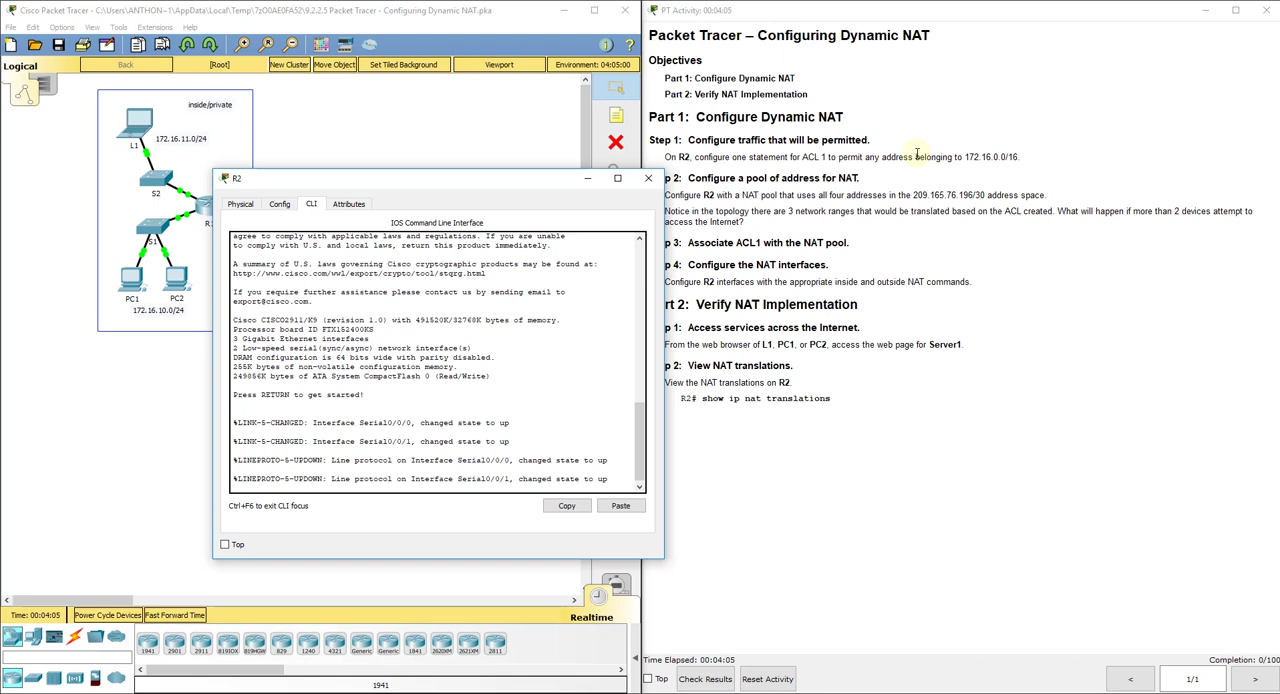 Cisco Packet Tracer - C:\Users\ANTHON~1\AppData\Local\Temp\7zO0AE0FA52\9.2.2.5 Packet Tracer - Configuring Dynamic NAT.pka
File Edit Options View Tools Extensions Help
Logical Back [Root] New Cluster Move Object Set Tiled Background Viewport Environment: 04:05:00
inside/private
172.16.11.0/24
L1
S2
S1
PC1 PC2
172.16.10.0/24
R2
Physical Config CLI Attributes
IOS Command Line Interface
agree to comply with applicable laws and regulations. If you are unable
to comply with U.S. and local laws, return this product immediately.
A summary of U.S. laws governing Cisco cryptographic products may be found at:
http://www.cisco.com/wwl/export/crypto/tool/stqrg.html
If you require further assistance please contact us by sending email to
export@cisco.com.
Cisco CISCO2911/K9 (revision 1.0) with 491520K/32768K bytes of memory.
Processor board ID FTX152400KS
3 Gigabit Ethernet interfaces
2 Low-speed serial(sync/async) network interface(s)
DRAM configuration is 64 bits wide with parity disabled.
255K bytes of non-volatile configuration memory.
249856K bytes of ATA System CompactFlash 0 (Read/Write)
Press RETURN to get started!
%LINK-5-CHANGED: Interface Serial0/0/0, changed state to up
%LINK-5-CHANGED: Interface Serial0/0/1, changed state to up
%LINEPROTO-5-UPDOWN: Line protocol on Interface Serial0/0/0, changed state to up
%LINEPROTO-5-UPDOWN: Line protocol on Interface Serial0/0/1, changed state to up
Ctrl+F6 to exit CLI focus
Copy Paste
Top
Time: 00:04:05 Power Cycle Devices Fast Forward Time
Realtime
1941 2901 2911 819IOX 819HGW 829 1240 4321 Generic Generic 1841 2620XM 2621XM 2811
1941
PT Activity: 00:04:05
Packet Tracer – Configuring Dynamic NAT
Objectives
Part 1: Configure Dynamic NAT
Part 2: Verify NAT Implementation
Part 1: Configure Dynamic NAT
Step 1: Configure traffic that will be permitted.
On R2, configure one statement for ACL 1 to permit any address belonging to 172.16.0.0/16.
p 2: Configure a pool of address for NAT.
Configure R2 with a NAT pool that uses all four addresses in the 209.165.76.196/30 address space.
Notice in the topology there are 3 network ranges that would be translated based on the ACL created. What will happen if more than 2 devices attempt to
access the Internet?
p 3: Associate ACL1 with the NAT pool.
p 4: Configure the NAT interfaces.
Configure R2 interfaces with the appropriate inside and outside NAT commands.
rt 2: Verify NAT Implementation
p 1: Access services across the Internet.
From the web browser of L1, PC1, or PC2, access the web page for Server1.
p 2: View NAT translations.
View the NAT translations on R2.
R2# show ip nat translations
Time Elapsed: 00:04:05 Completion: 0/100
Top Check Results Reset Activity < 1/1 >